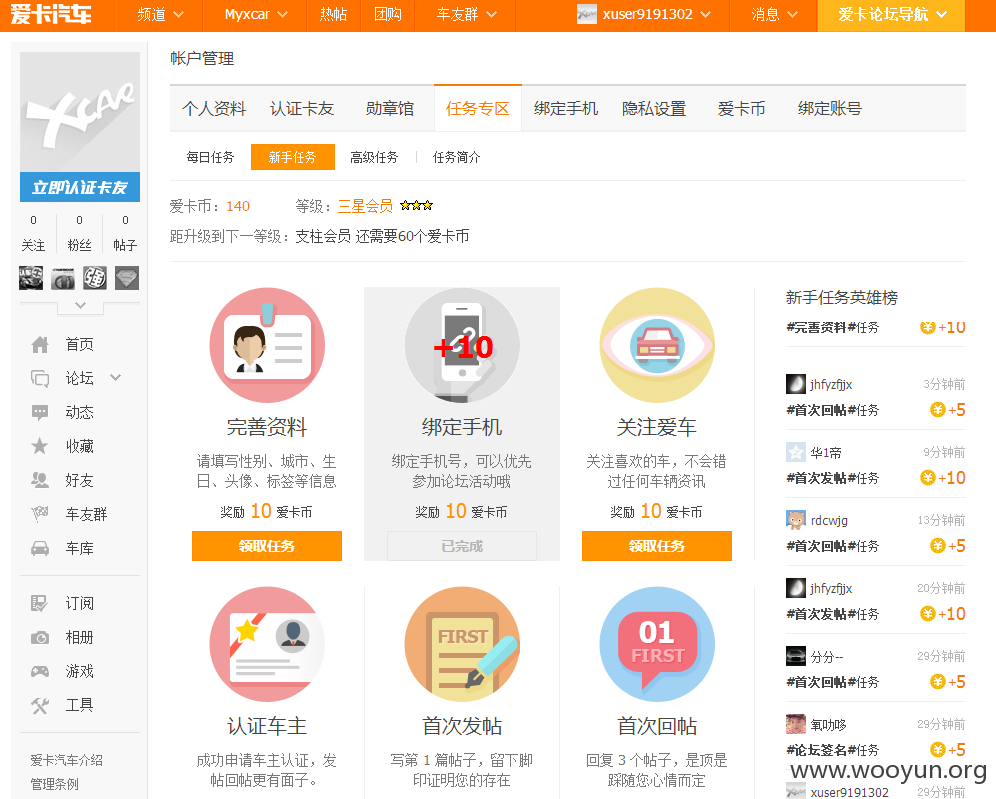 爱卡汽车 频道 Myxcar 热帖 团购 车友群 xuser9191302 消息 爱卡论坛导航
XCAR
立即认证卡友
0 0 0
关注 粉丝 帖子
首页
论坛
动态
收藏
好友
车友群
车库
订阅
相册
游戏
工具
爱卡汽车介绍
管理条例
帐户管理
个人资料 认证卡友 勋章馆 任务专区 绑定手机 隐私设置 爱卡币 绑定账号
每日任务 新手任务 高级任务 任务简介
爱卡币：140 等级：三星会员
距升级到下一等级：支柱会员 还需要60个爱卡币
完善资料
请填写性别、城市、生
日、头像、标签等信息
奖励 10 爱卡币
领取任务
+10
绑定手机
绑定手机号，可以优先
参加论坛活动哦
奖励 10 爱卡币
已完成
关注爱车
关注喜欢的车，不会错
过任何车辆资讯
奖励 10 爱卡币
领取任务
认证车主
成功申请车主认证，发
帖回帖更有面子。
FIRST
首次发帖
写第 1 篇帖子，留下脚
印证明您的存在
01
FIRST
首次回帖
回复 3 个帖子，是顶是
踩随您心情而定
新手任务英雄榜
#完善资料#任务 +10
jhfyzfjjx 3分钟前
#首次回帖#任务 +5
华1帝 9分钟前
#首次发帖#任务 +10
rdcwjg 13分钟前
#首次回帖#任务 +5
jhfyzfjjx 20分钟前
#首次发帖#任务 +10
分分-- 29分钟前
#首次回帖#任务 +5
氧叻哆 29分钟前
#论坛签名#任务 +5
www.wooyun.org
xuser9191302 29分钟前